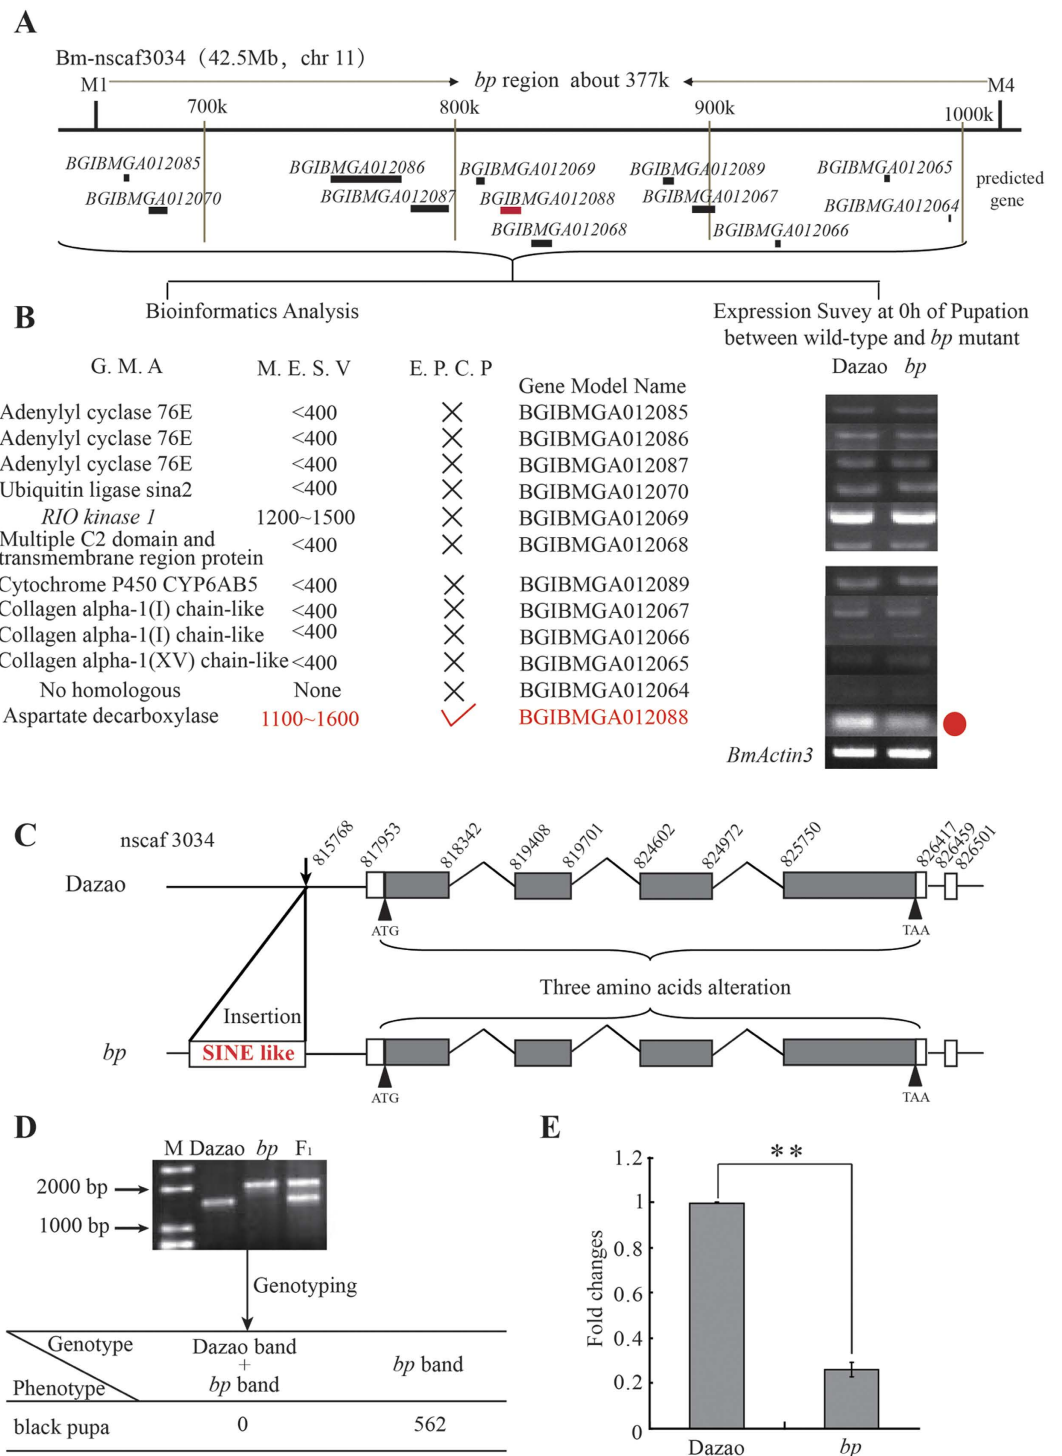 A
Bm-nscaf3034 (42.5Mb, chr 11)
M1
bp region about 377k
M4
700k
800k
900k
1000k
BGIBMGA012085
BGIBMGA012086
BGIBMGA012069
BGIBMGA012089
BGIBMGA012065
predicted
gene
BGIBMGA012070
BGIBMGA012087
BGIBMGA012088
BGIBMGA012067
BGIBMGA012064
BGIBMGA012068
BGIBMGA012066
B
Bioinformatics Analysis
Expression Suvey at 0h of Pupation
between wild-type and bp mutant
G. M. A
M. E. S. V
E. P. C. P
Gene Model Name
Dazao bp
Adenylyl cyclase 76E <400 BGIBMGA012085
Adenylyl cyclase 76E <400 BGIBMGA012086
Adenylyl cyclase 76E <400 BGIBMGA012087
Ubiquitin ligase sina2 <400 BGIBMGA012070
RIO kinase 1 1200~1500 BGIBMGA012069
Multiple C2 domain and
transmembrane region protein <400 BGIBMGA012068
Cytochrome P450 CYP6AB5 <400 BGIBMGA012089
Collagen alpha-1(I) chain-like <400 BGIBMGA012067
Collagen alpha-1(I) chain-like <400 BGIBMGA012066
Collagen alpha-1(XV) chain-like <400 BGIBMGA012065
No homologous None BGIBMGA012064
Aspartate decarboxylase 1100~1600 BGIBMGA012088
BmActin3
C
nscaf 3034
815768
817953
818342
819408
819701
824602
824972
825750
826417
826459
826501
Dazao
ATG
TAA
Three amino acids alteration
Insertion
bp
SINE like
ATG
TAA
D
M Dazao bp F1
2000 bp
1000 bp
Genotyping
Genotype
Phenotype
Dazao band
+
bp band
bp band
black pupa 0 562
E
**
Fold changes
1.2
1
0.8
0.6
0.4
0.2
0
Dazao
bp